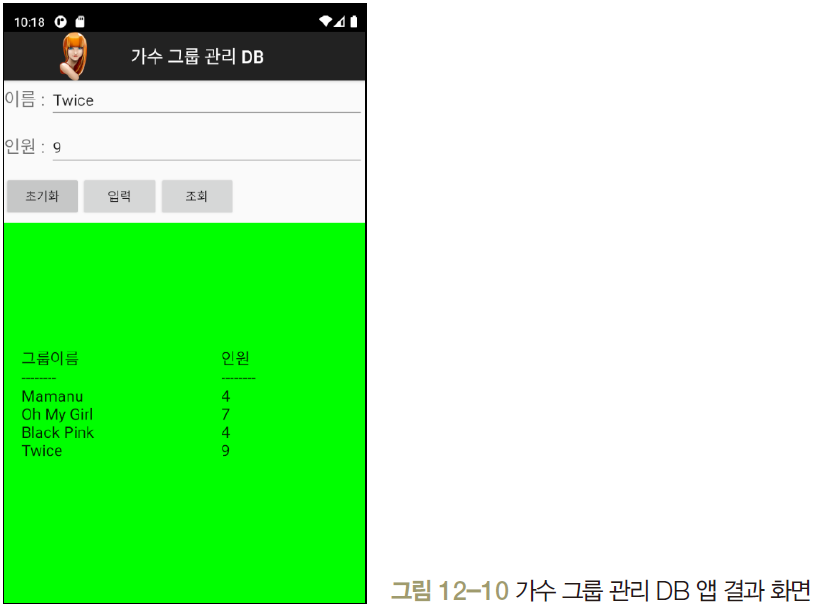 10:18
가수 그룹 관리 DB
이름 : Twice
인원 : 9
초기화 입력 조회
그룹이름 인원
-------- --------
Mamanu 4
Oh My Girl 7
Black Pink 4
Twice 9
그림 12-10 가수 그룹 관리 DB 앱 결과 화면